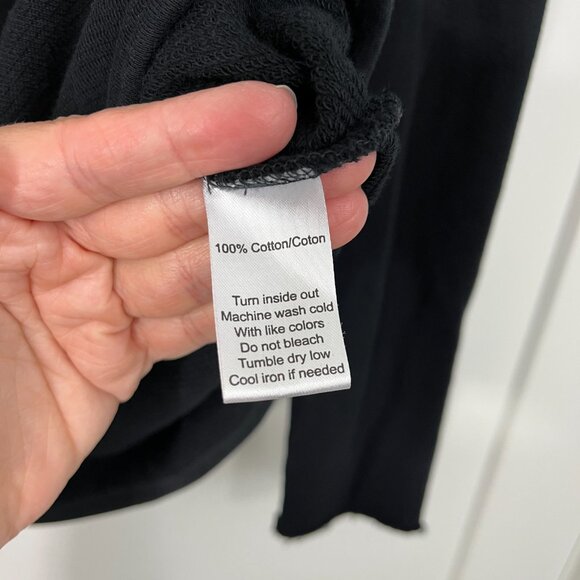 100% Cotton/Coton
Turn inside out
Machine wash cold
With like colors
Do not bleach
Tumble dry low
Cool iron if needed